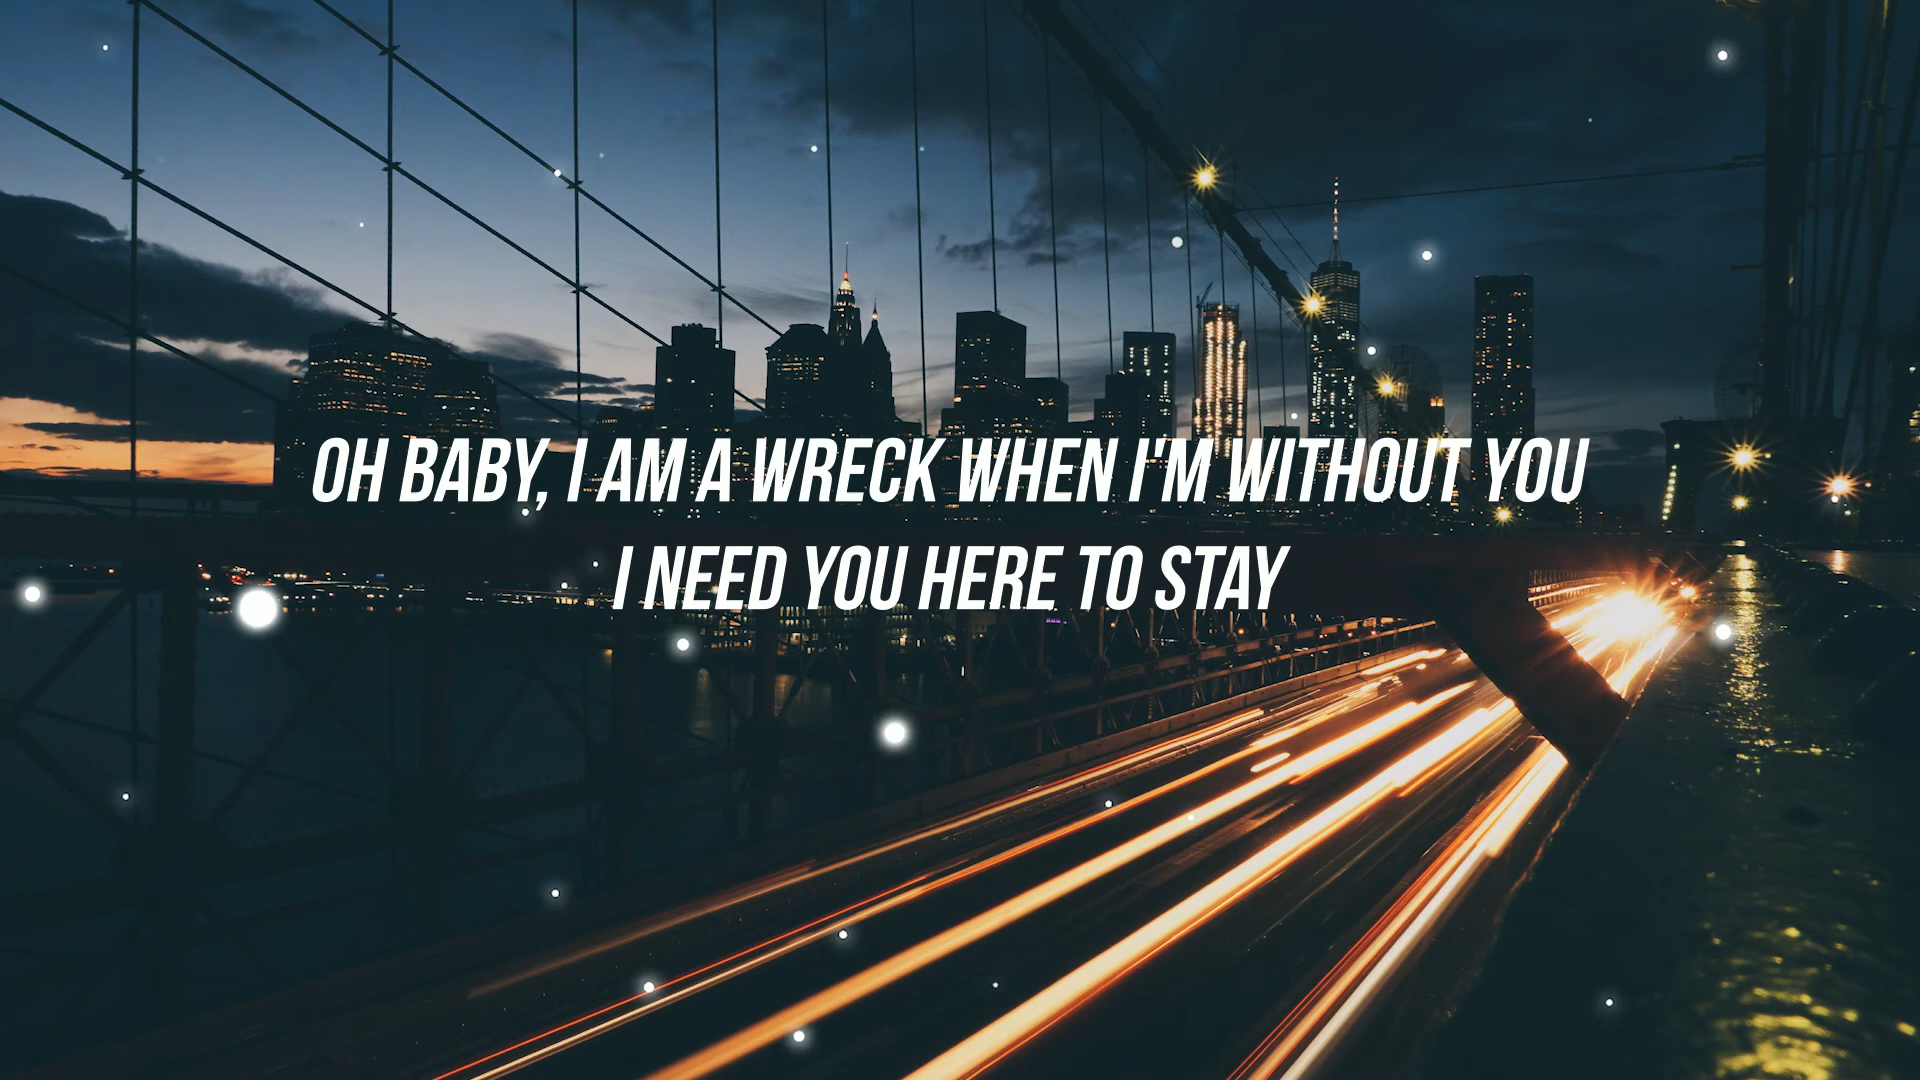 OH BABY, I AM A WRECK WHEN I'M WITHOUT YOU
I NEED YOU HERE TO STAY